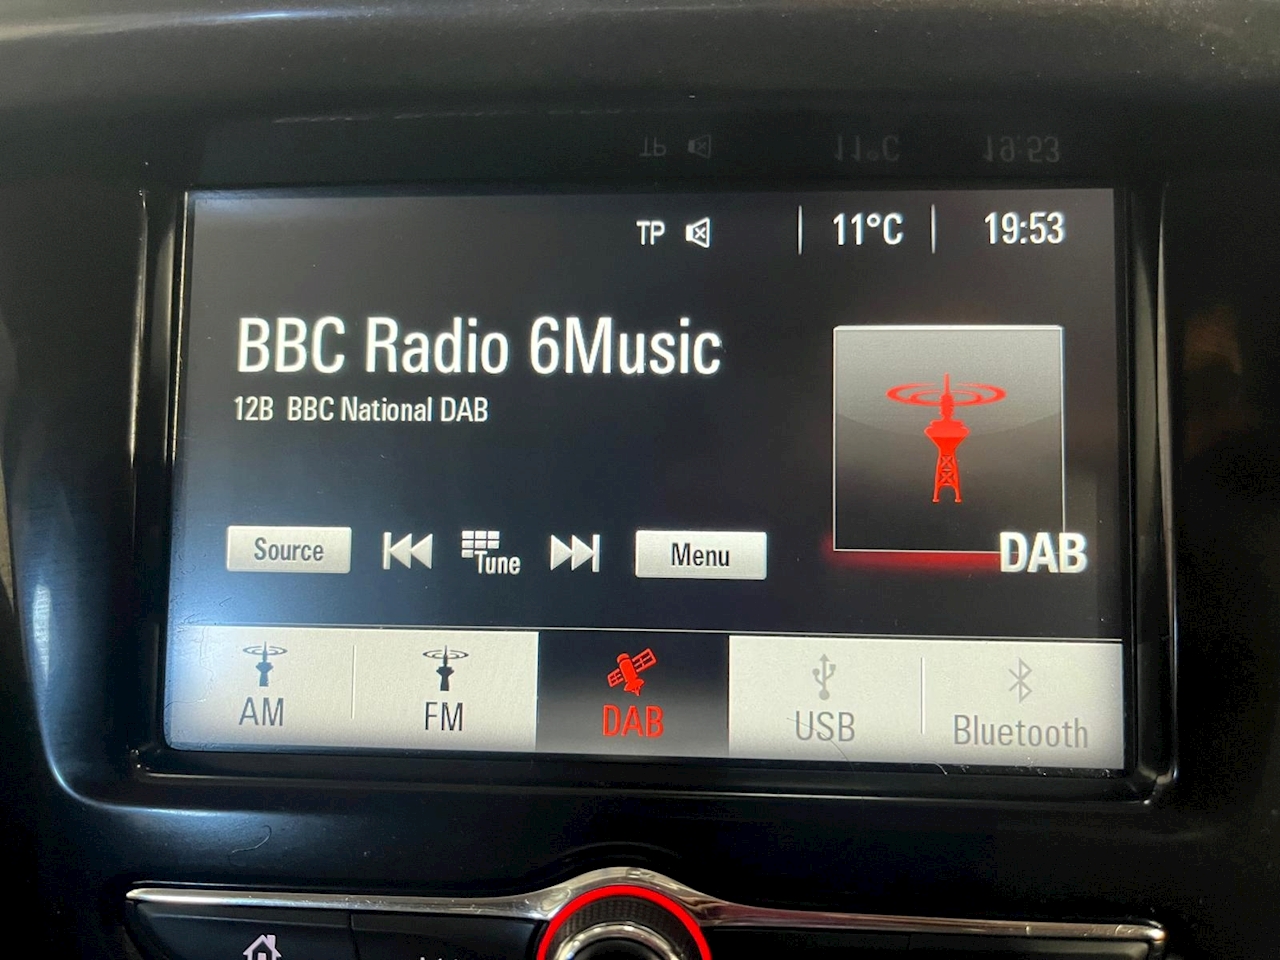 TP 11°C 19:53
BBC Radio 6Music
12B BBC National DAB
DAB
Source Tune Menu
AM FM DAB USB Bluetooth